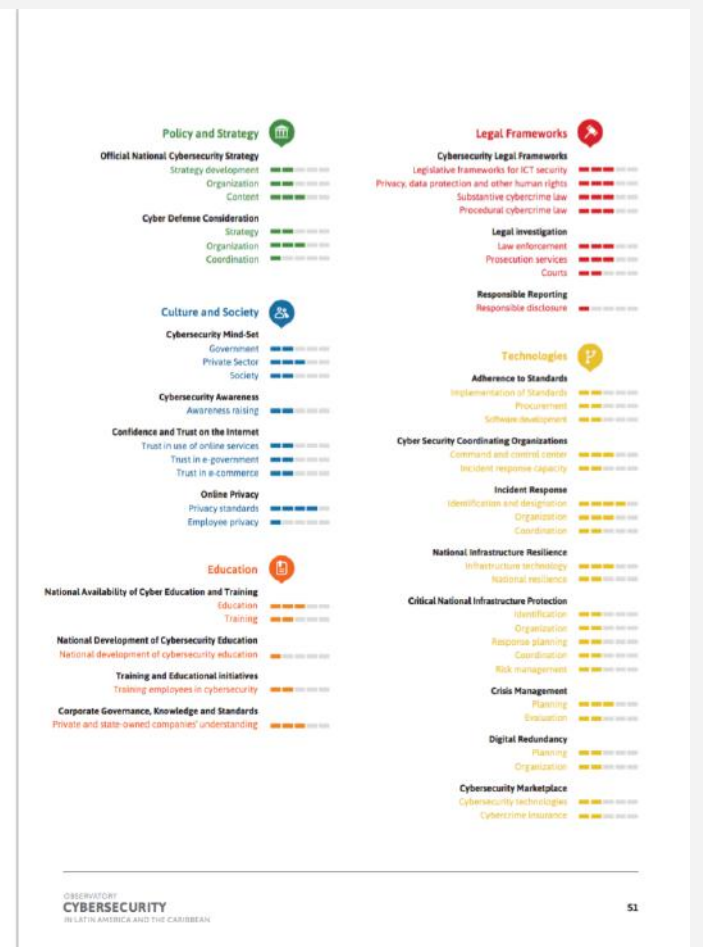 Policy and Strategy
Official National Cybersecurity Strategy
Strategy development
Organization
Content
Cyber Defense Consideration
Strategy
Organization
Coordination
Culture and Society
Cybersecurity Mind-Set
Government
Private Sector
Society
Cybersecurity Awareness
Awareness raising
Confidence and Trust on the Internet
Trust in use of online services
Trust in e-government
Trust in e-commerce
Online Privacy
Privacy standards
Employee privacy
Education
National Availability of Cyber Education and Training
Education
Training
National Development of Cybersecurity Education
National development of cybersecurity education
Training and Educational initiatives
Training employees in cybersecurity
Corporate Governance, Knowledge and Standards
Private and state-owned companies' understanding
Legal Frameworks
Cybersecurity Legal Frameworks
Legislative frameworks for ICT security
Privacy, data protection and other human rights
Substantive cybercrime law
Procedural cybercrime law
Legal investigation
Law enforcement
Prosecution services
Courts
Responsible Reporting
Responsible disclosure
Technologies
Adherence to Standards
Implementation of Standards
Procurement
Software development
Cyber Security Coordinating Organizations
Command and control center
Incident response capacity
Incident Response
Identification and designation
Organization
Coordination
National Infrastructure Resilience
Infrastructure technology
National resilience
Critical National Infrastructure Protection
Identification
Organization
Response planning
Coordination
Risk management
Crisis Management
Planning
Evaluation
Digital Redundancy
Planning
Organization
Cybersecurity Marketplace
Cybersecurity technologies
Cybercrime insurance
OBSERVATORY
CYBERSECURITY
IN LATIN AMERICA AND THE CARIBBEAN
51